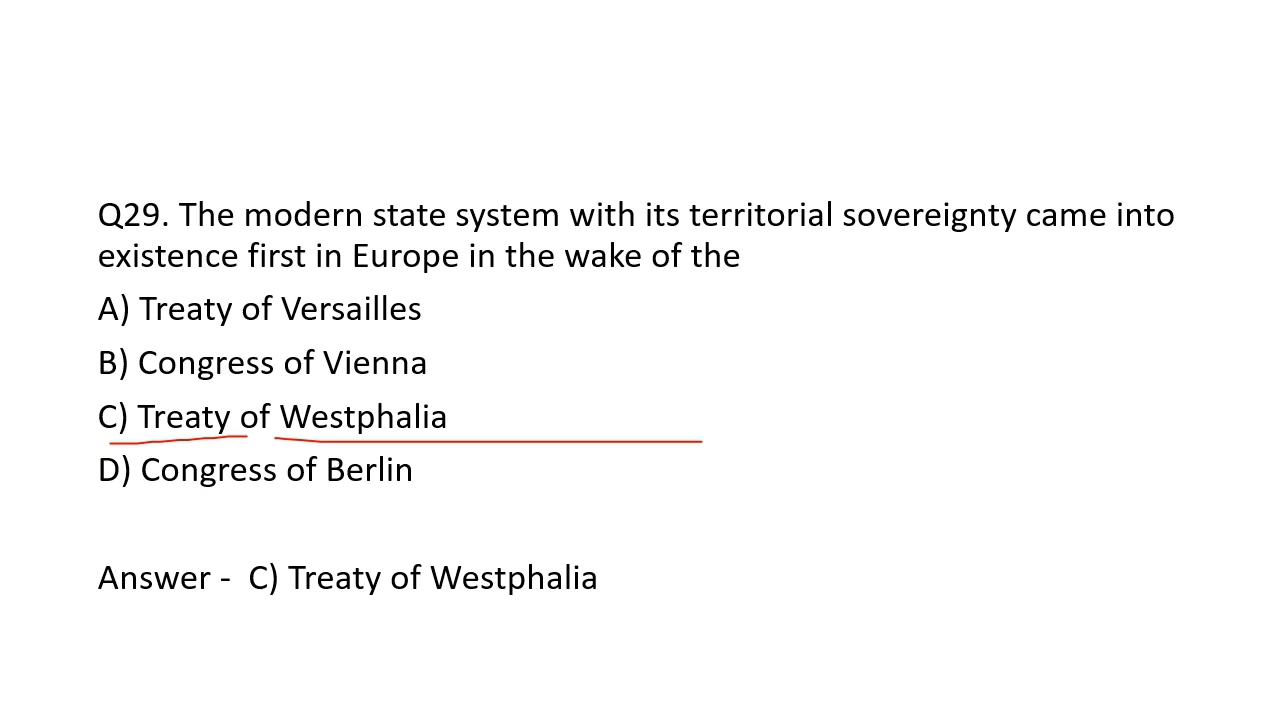 Q29. The modern state system with its territorial sovereignty came into
existence first in Europe in the wake of the
A) Treaty of Versailles
B) Congress of Vienna
C) Treaty of Westphalia
D) Congress of Berlin
Answer -  C) Treaty of Westphalia